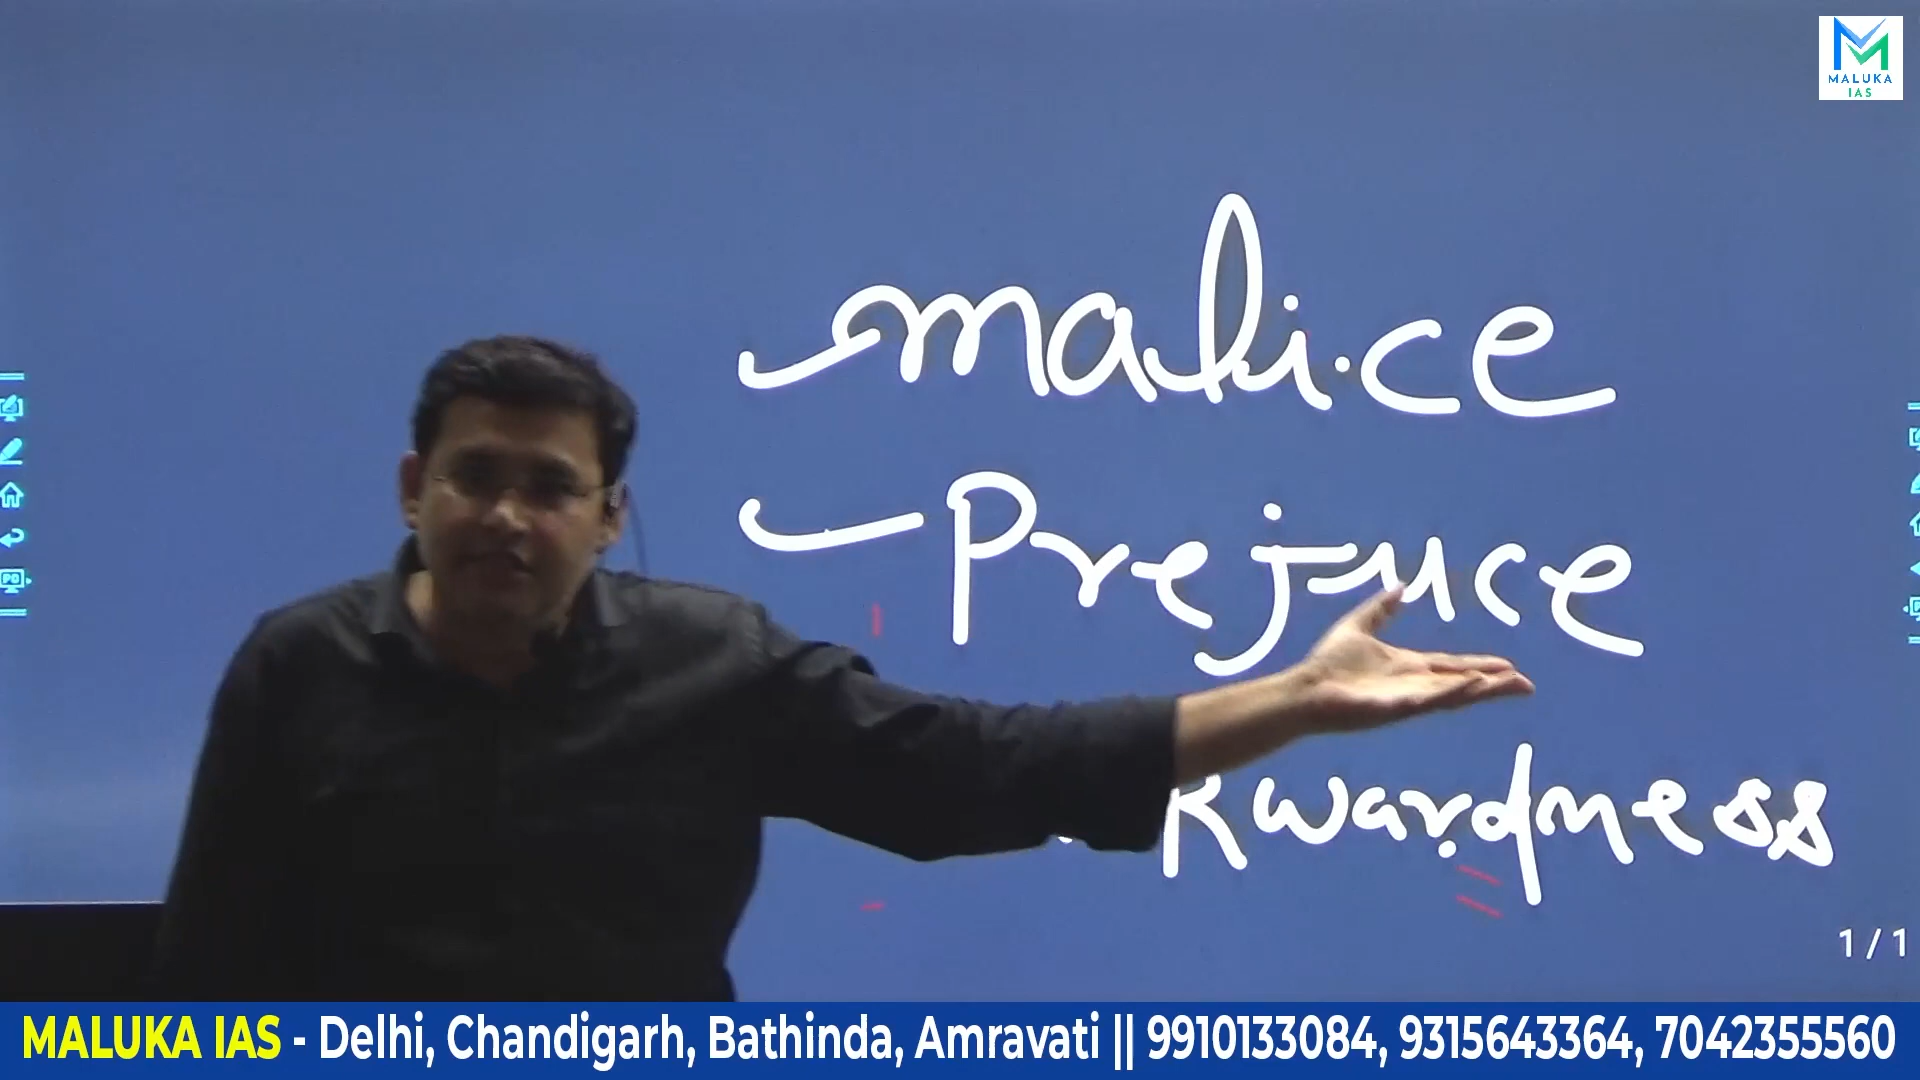 MALUKA
IAS
malice
Prejuce
kwardness
1 / 1
MALUKA IAS - Delhi, Chandigarh, Bathinda, Amravati || 9910133084, 9315643364, 7042355560